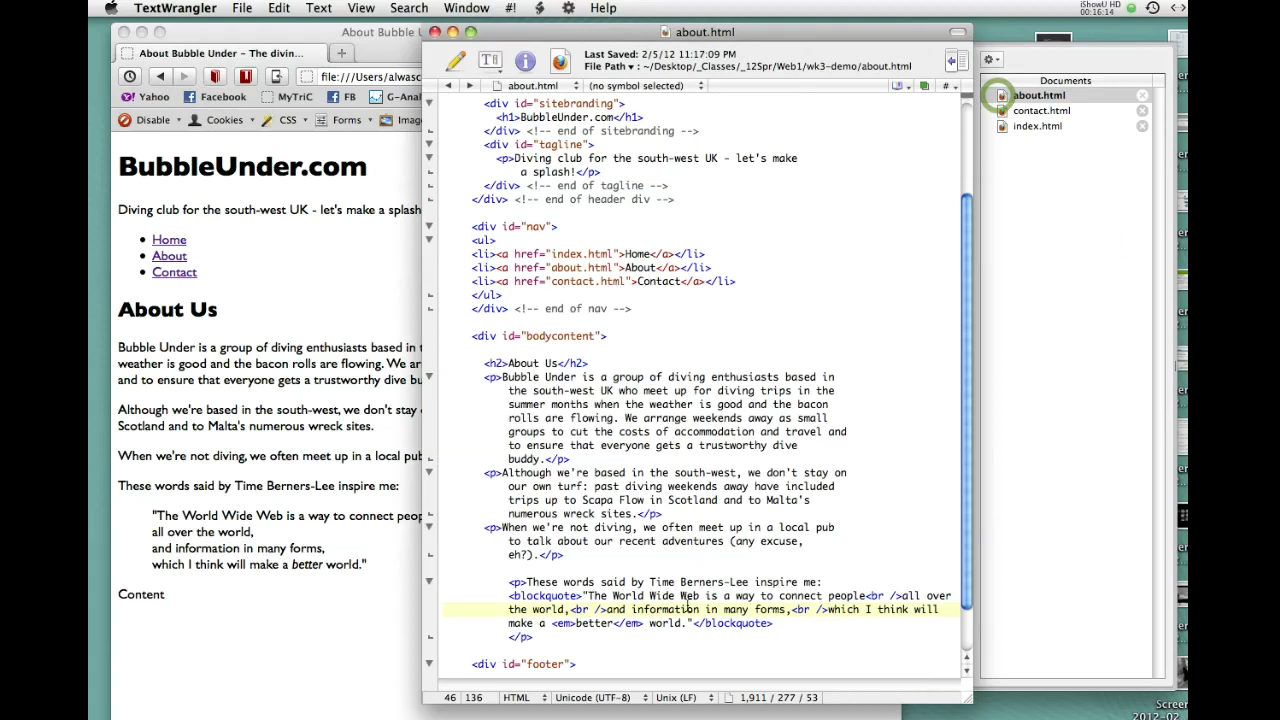 TextWrangler File Edit Text View Search Window #! Help
iShowU HD
00:16:14
About Bubble U
about.html
About Bubble Under - The divin...
Last Saved: 2/5/12 11:17:09 PM
File Path ▾ : ~/Desktop/_Classes/_12Spr/Web1/wk3-demo/about.html
file:///Users/alwasc
Yahoo Facebook MyTriC FB G-Anal
Disable Cookies CSS Forms Imag
about.html (no symbol selected)
Documents
about.html
contact.html
index.html
BubbleUnder.com
Diving club for the south-west UK - let's make a splash
Home
About
Contact
About Us
Bubble Under is a group of diving enthusiasts based in t
weather is good and the bacon rolls are flowing. We ar
and to ensure that everyone gets a trustworthy dive bu
Although we're based in the south-west, we don't stay
Scotland and to Malta's numerous wreck sites.
When we're not diving, we often meet up in a local pub
These words said by Time Berners-Lee inspire me:
"The World Wide Web is a way to connect peop
all over the world,
and information in many forms,
which I think will make a better world."
Content
<div id="sitebranding">
<h1>BubbleUnder.com</h1>
</div> <!-- end of sitebranding -->
<div id="tagline">
<p>Diving club for the south-west UK - let's make
a splash!</p>
</div> <!-- end of tagline -->
</div> <!-- end of header div -->
<div id="nav">
<ul>
<li><a href="index.html">Home</a></li>
<li><a href="about.html">About</a></li>
<li><a href="contact.html">Contact</a></li>
</ul>
</div> <!-- end of nav -->
<div id="bodycontent">
<h2>About Us</h2>
<p>Bubble Under is a group of diving enthusiasts based in
the south-west UK who meet up for diving trips in the
summer months when the weather is good and the bacon
rolls are flowing. We arrange weekends away as small
groups to cut the costs of accommodation and travel and
to ensure that everyone gets a trustworthy dive
buddy.</p>
<p>Although we're based in the south-west, we don't stay on
our own turf: past diving weekends away have included
trips up to Scapa Flow in Scotland and to Malta's
numerous wreck sites.</p>
<p>When we're not diving, we often meet up in a local pub
to talk about our recent adventures (any excuse,
eh?).</p>
<p>These words said by Time Berners-Lee inspire me:
<blockquote>"The World Wide Web is a way to connect people<br />all over
the world,<br />and information in many forms,<br />which I think will
make a <em>better</em> world."</blockquote>
</p>
<div id="footer">
46 136 HTML Unicode (UTF-8) Unix (LF) 1,911 / 277 / 53
Screer
2012-02